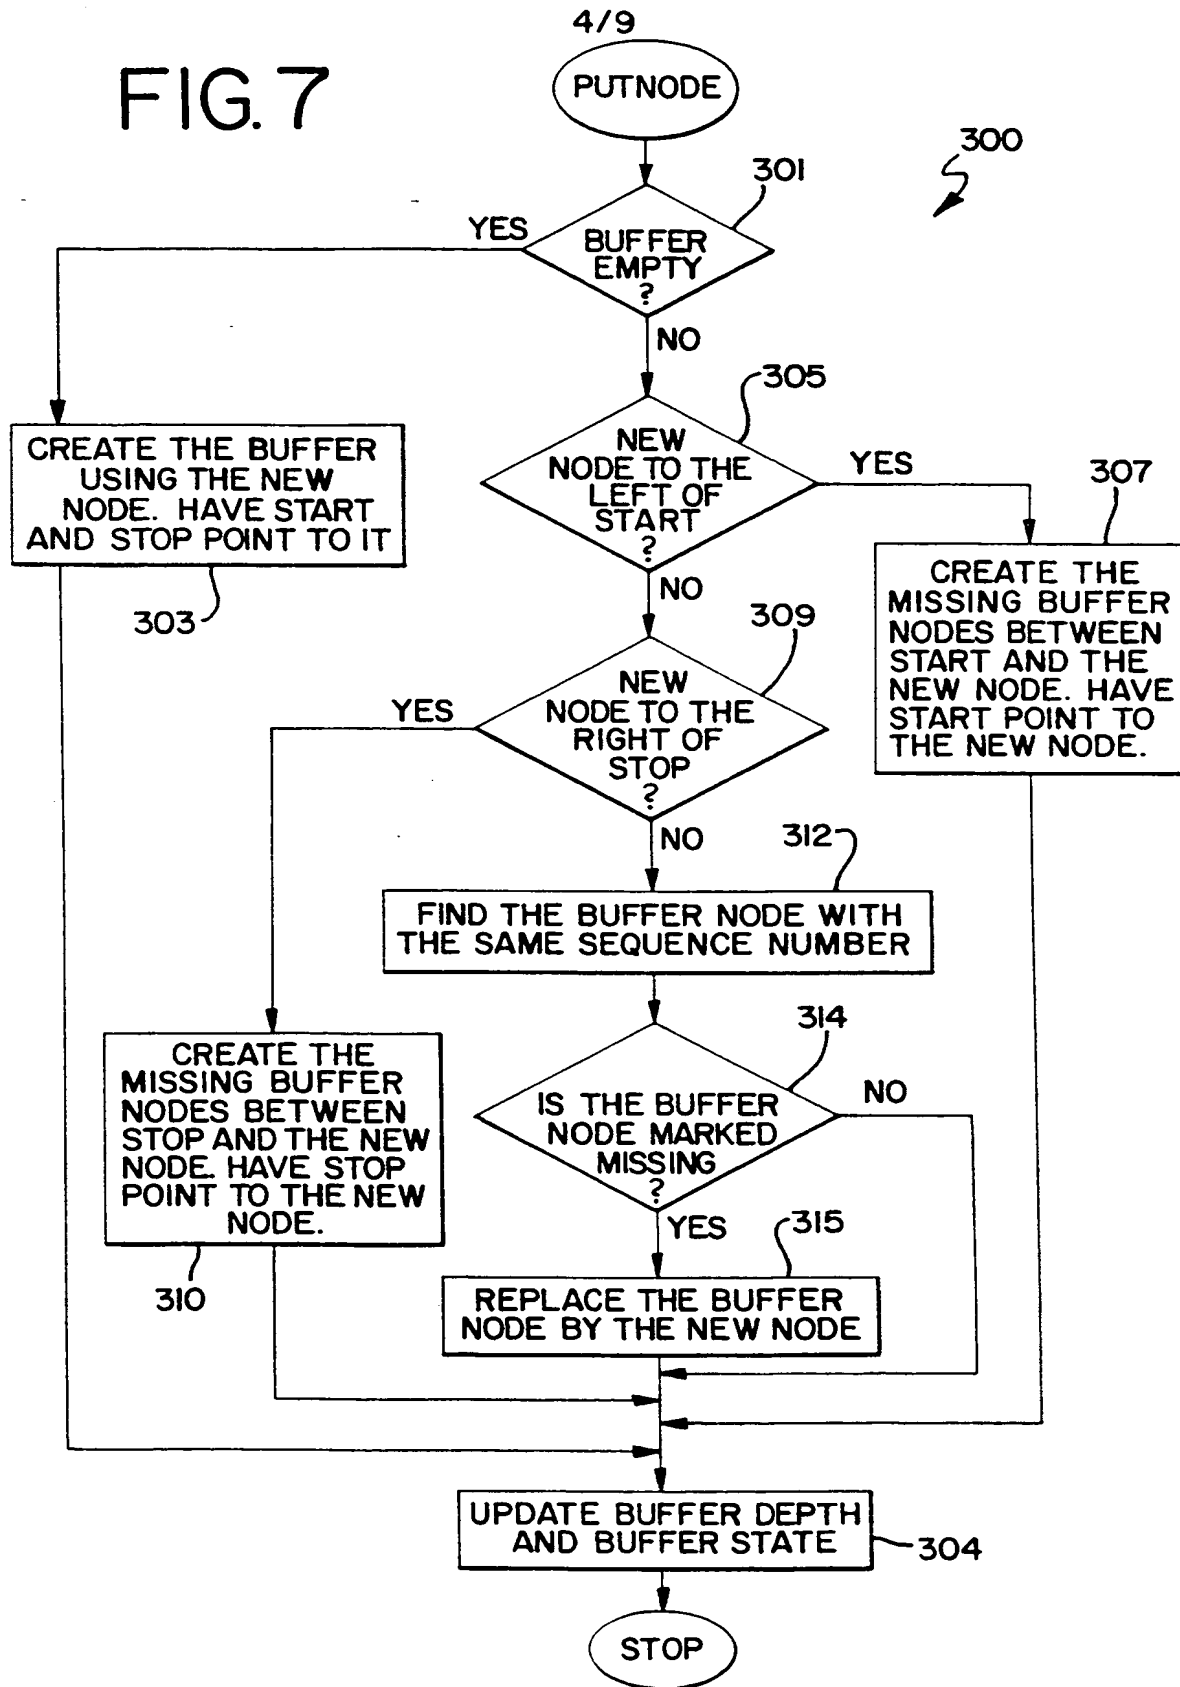 4/9
FIG. 7
PUTNODE
300
301
YES
BUFFER
EMPTY
?
NO
305
NEW
NODE TO THE
LEFT OF
START
?
YES
307
CREATE THE BUFFER
USING THE NEW
NODE. HAVE START
AND STOP POINT TO IT
303
NO
CREATE THE
MISSING BUFFER
NODES BETWEEN
START AND THE
NEW NODE. HAVE
START POINT TO
THE NEW NODE.
309
NEW
NODE TO THE
RIGHT OF
STOP
?
YES
NO
312
FIND THE BUFFER NODE WITH
THE SAME SEQUENCE NUMBER
314
IS THE BUFFER
NODE MARKED
MISSING
?
NO
CREATE THE
MISSING BUFFER
NODES BETWEEN
STOP AND THE NEW
NODE. HAVE STOP
POINT TO THE NEW
NODE.
310
YES
315
REPLACE THE BUFFER
NODE BY THE NEW NODE
UPDATE BUFFER DEPTH
AND BUFFER STATE
304
STOP